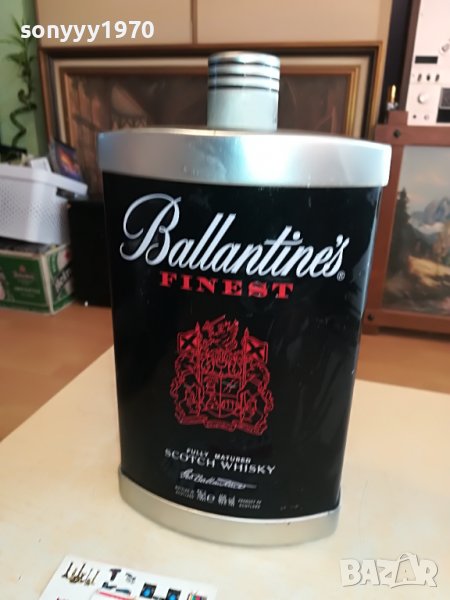 sonyyy1970
Ballantine's®
FINEST
FULLY MATURED
SCOTCH WHISKY
BAZAR